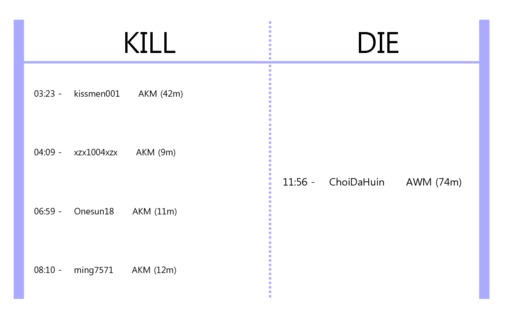 KILL
03:23 - kissmen001 AKM (42m)
04:09 - xzx1004xzx AKM (9m)
06:59 - Onesun18 AKM (11m)
08:10 - ming7571 AKM (12m)
DIE
11:56 - ChoiDaHuin AWM (74m)